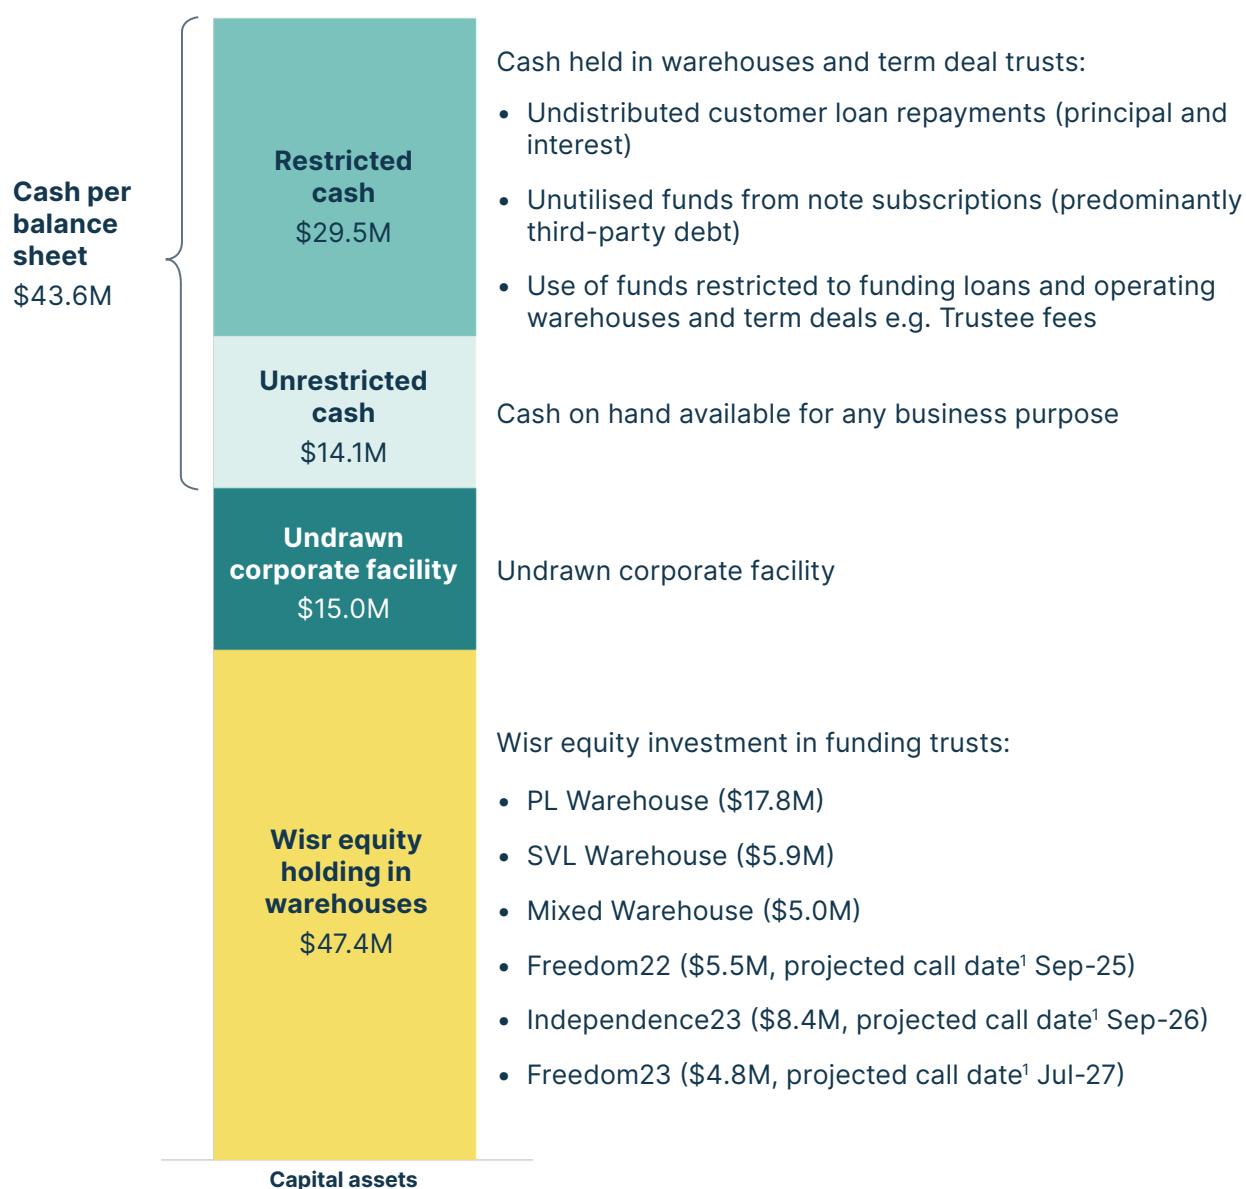 Cash per
balance
sheet
$43.6M
Restricted
cash
$29.5M
Cash held in warehouses and term deal trusts:
• Undistributed customer loan repayments (principal and
interest)
• Unutilised funds from note subscriptions (predominantly
third-party debt)
• Use of funds restricted to funding loans and operating
warehouses and term deals e.g. Trustee fees
Unrestricted
cash
$14.1M
Cash on hand available for any business purpose
Undrawn
corporate facility
$15.0M
Undrawn corporate facility
Wisr equity
holding in
warehouses
$47.4M
Wisr equity investment in funding trusts:
• PL Warehouse ($17.8M)
• SVL Warehouse ($5.9M)
• Mixed Warehouse ($5.0M)
• Freedom22 ($5.5M, projected call date¹ Sep-25)
• Independence23 ($8.4M, projected call date¹ Sep-26)
• Freedom23 ($4.8M, projected call date¹ Jul-27)
Capital assets